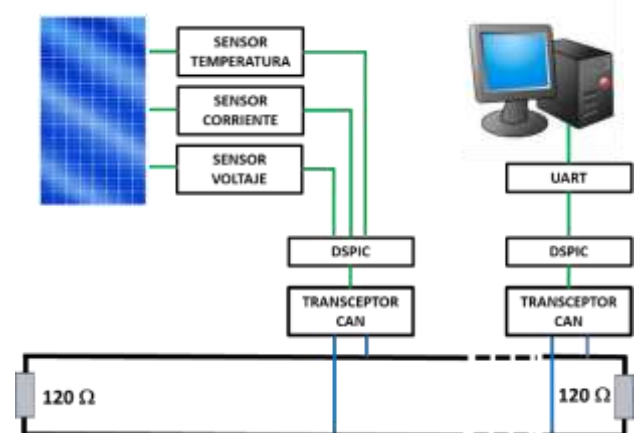 SENSOR
TEMPERATURA
SENSOR
CORRIENTE
SENSOR
VOLTAJE
UART
DSPIC
DSPIC
TRANSCEPTOR
CAN
TRANSCEPTOR
CAN
120 Ω
120 Ω